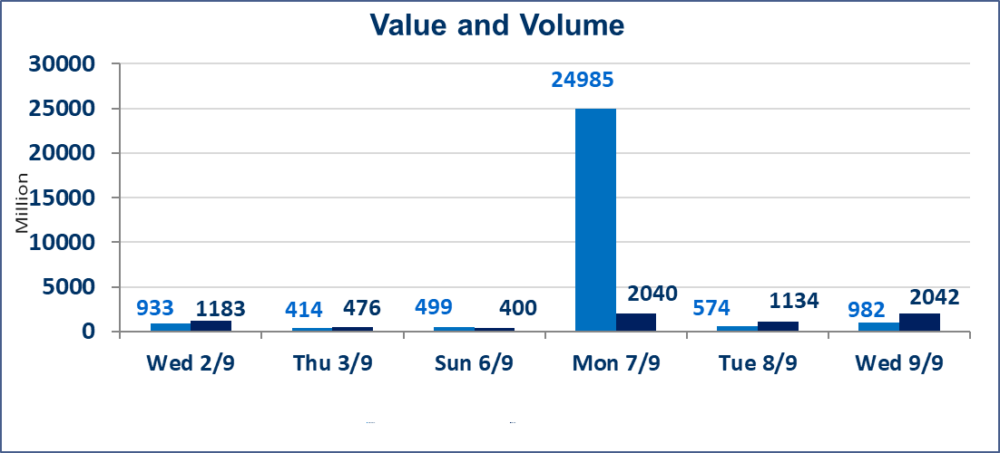 Value and Volume
30000
25000
20000
15000
10000
5000
0
Million
933 1183 414 476 499 400 24985 2040 574 1134 982 2042
Wed 2/9 Thu 3/9 Sun 6/9 Mon 7/9 Tue 8/9 Wed 9/9